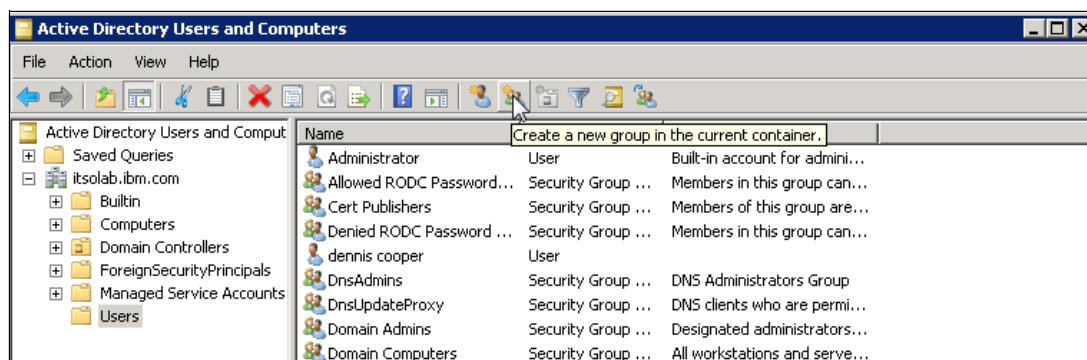 Active Directory Users and Computers
File Action View Help
Create a new group in the current container.
Active Directory Users and Comput
Saved Queries
itsolab.ibm.com
Builtin
Computers
Domain Controllers
ForeignSecurityPrincipals
Managed Service Accounts
Users
Name
Administrator User Built-in account for admini...
Allowed RODC Password... Security Group ... Members in this group can...
Cert Publishers Security Group ... Members of this group are...
Denied RODC Password ... Security Group ... Members in this group can...
dennis cooper User
DnsAdmins Security Group ... DNS Administrators Group
DnsUpdateProxy Security Group ... DNS clients who are permi...
Domain Admins Security Group ... Designated administrators...
Domain Computers Security Group ... All workstations and serve...